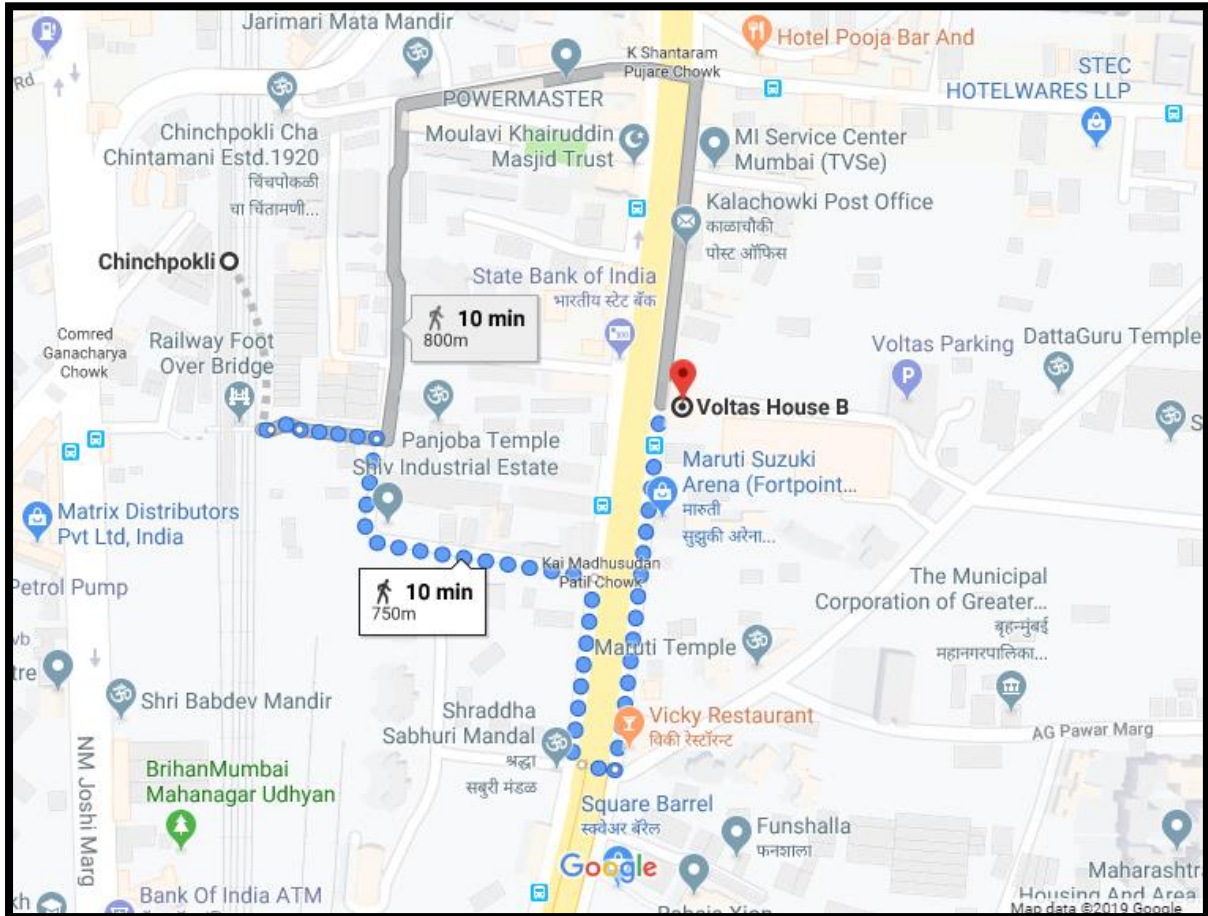 Jarimari Mata Mandir
Hotel Pooja Bar And
K Shantaram
Pujare Chowk
Rd
STEC
HOTELWARES LLP
POWERMASTER
Chinchpokli Cha
Chintamani Estd.1920
चिंचपोकळी
चा चिंतामणी...
Moulavi Khairuddin
Masjid Trust
MI Service Center
Mumbai (TVSe)
Kalachowki Post Office
काळाचौकी
पोस्ट ऑफिस
Chinchpokli
State Bank of India
भारतीय स्टेट बँक
10 min
800m
Comred
Ganacharya
Chowk
Railway Foot
Over Bridge
Voltas Parking
DattaGuru Temple
Voltas House B
S
Panjoba Temple
Shiv Industrial Estate
Maruti Suzuki
Arena (Fortpoint...
मारुती
सुझुकी अरेना...
Matrix Distributors
Pvt Ltd, India
Kai Madhusudan
Patil Chowk
10 min
750m
Petrol Pump
The Municipal
Corporation of Greater...
बृहन्मुंबई
महानगरपालिका...
vb
tre
Maruti Temple
Shri Babdev Mandir
Shraddha
Sabhuri Mandal
श्रद्धा
सबुरी मंडळ
Vicky Restaurant
विकी रेस्टॉरन्ट
AG Pawar Marg
NM Joshi Marg
BrihanMumbai
Mahanagar Udhyan
Square Barrel
स्क्वेअर बॅरेल
Funshalla
फनशाला
Google
Maharashtra
Housing And Area
Bank Of India ATM
kh
Raheja Xion
Map data ©2019 Google